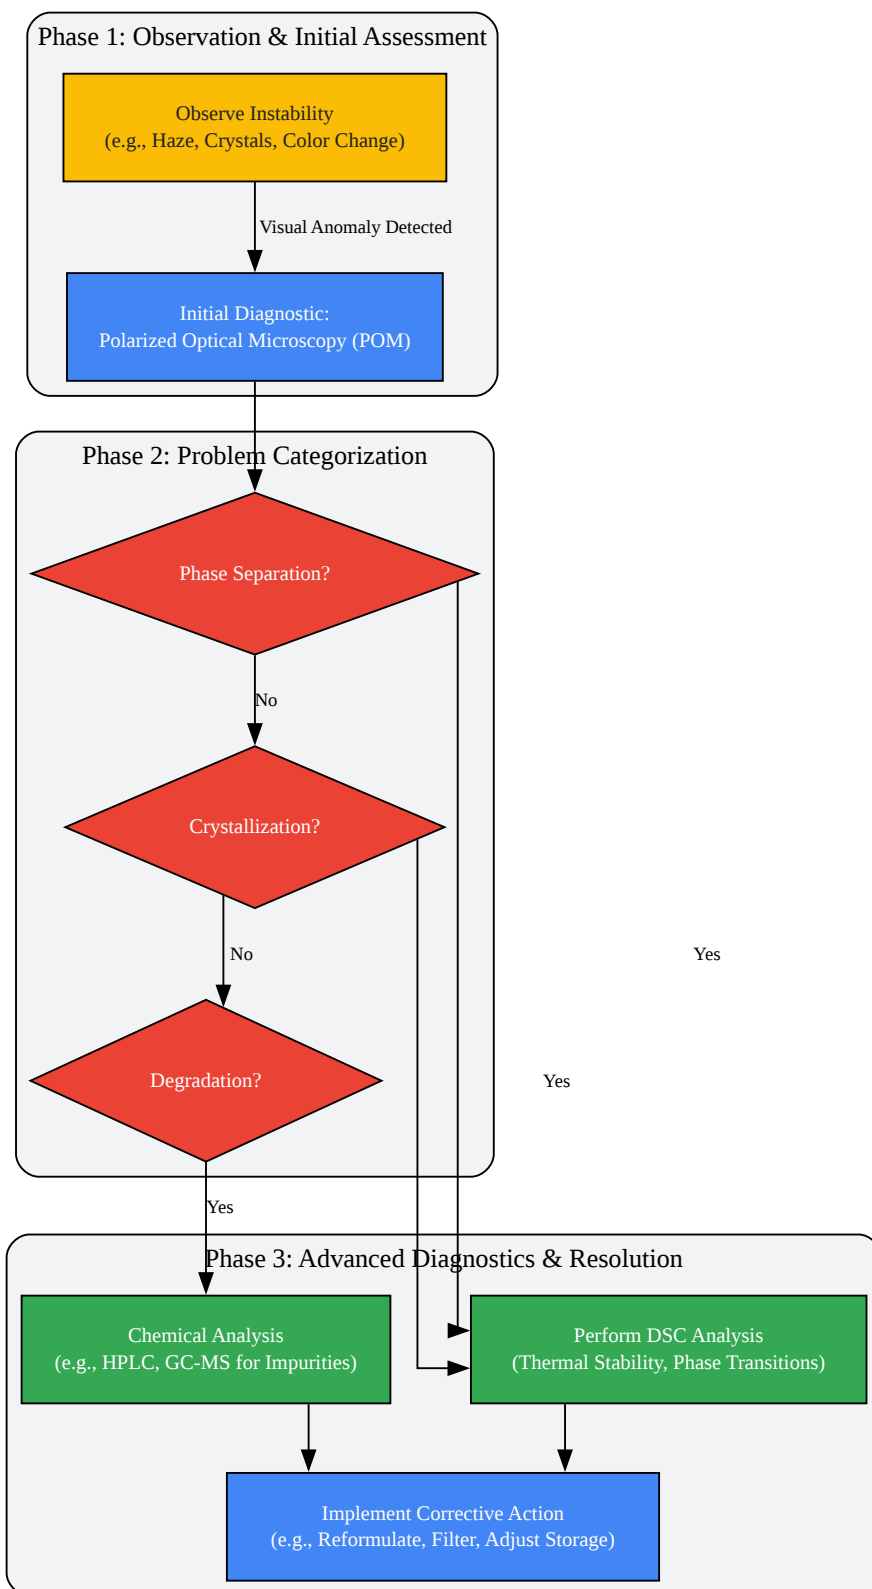 Phase 1: Observation & Initial Assessment
Observe Instability
(e.g., Haze, Crystals, Color Change)
Visual Anomaly Detected
Initial Diagnostic:
Polarized Optical Microscopy (POM)
Phase 2: Problem Categorization
Phase Separation?
No
Crystallization?
No
Yes
Degradation?
Yes
Yes
Phase 3: Advanced Diagnostics & Resolution
Chemical Analysis
(e.g., HPLC, GC-MS for Impurities)
Perform DSC Analysis
(Thermal Stability, Phase Transitions)
Implement Corrective Action
(e.g., Reformulate, Filter, Adjust Storage)